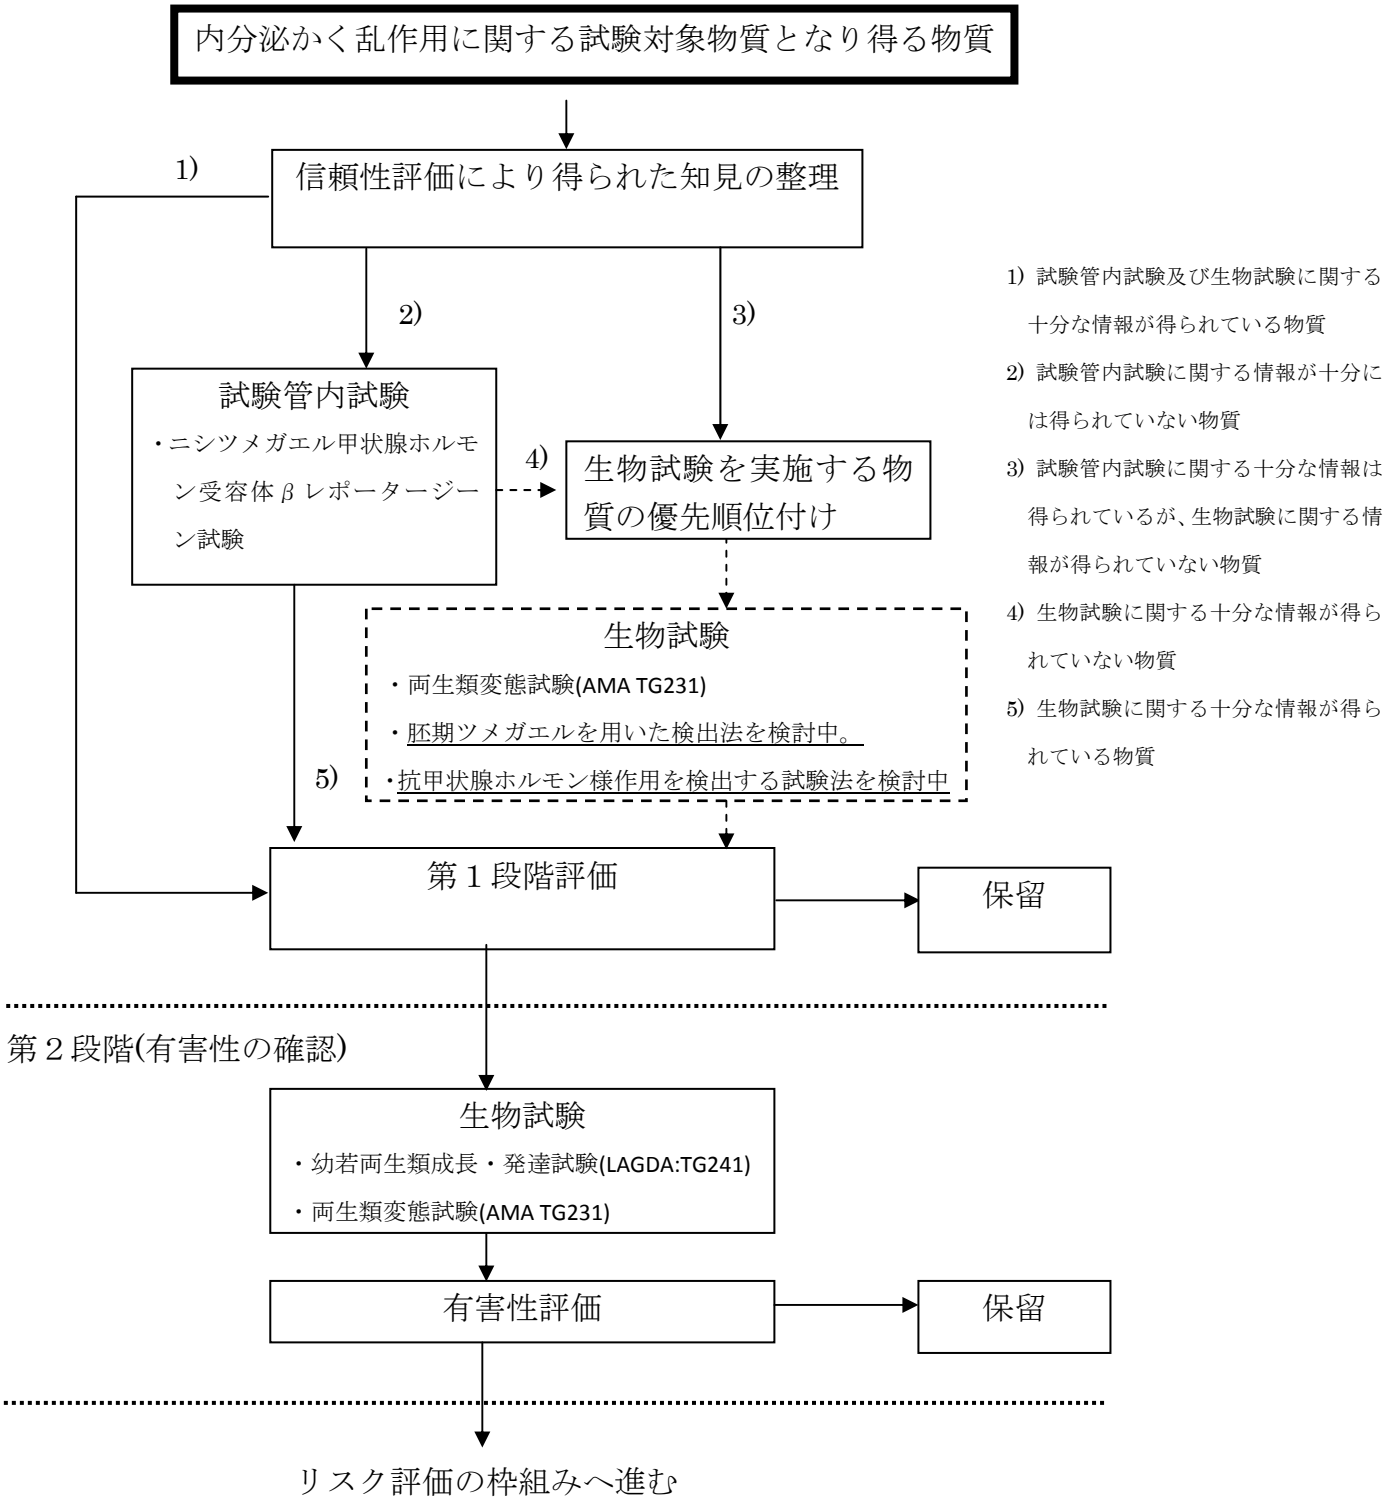 内分泌かく乱作用に関する試験対象物質となり得る物質
信頼性評価により得られた知見の整理
1)
2)
3)
試験管内試験
・ニシツメガエル甲状腺ホルモ
ン受容体βレポータージー
ン試験
4)
生物試験を実施する物
質の優先順位付け
生物試験
・両生類変態試験(AMA TG231)
・胚期ツメガエルを用いた検出法を検討中。
・抗甲状腺ホルモン様作用を検出する試験法を検討中
5)
1) 試験管内試験及び生物試験に関する
十分な情報が得られている物質
2) 試験管内試験に関する情報が十分に
は得られていない物質
3) 試験管内試験に関する十分な情報は
得られているが、生物試験に関する情
報が得られていない物質
4) 生物試験に関する十分な情報が得ら
れていない物質
5) 生物試験に関する十分な情報が得ら
れている物質
第１段階評価
保留
第２段階(有害性の確認)
生物試験
・幼若両生類成長・発達試験(LAGDA:TG241)
・両生類変態試験(AMA TG231)
有害性評価
保留
リスク評価の枠組みへ進む